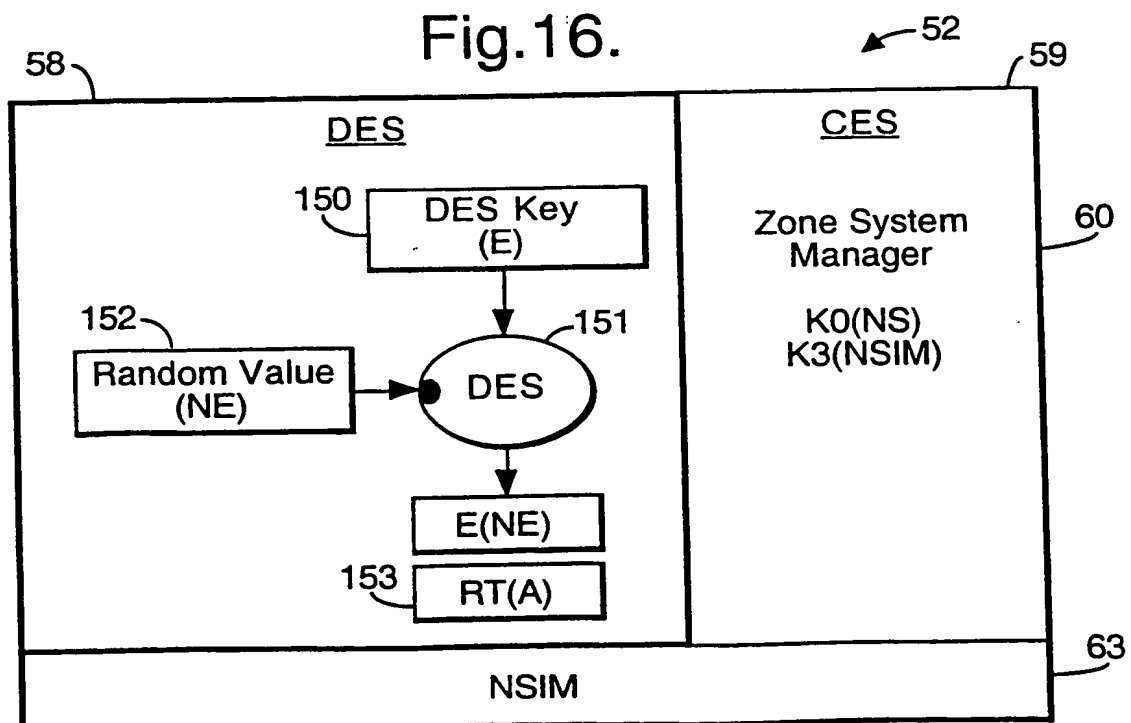 Fig.16.
52
58
59
DES
CES
150
DES Key
(E)
Zone System
Manager
60
K0(NS)
K3(NSIM)
152
151
Random Value
(NE)
DES
E(NE)
153
RT(A)
63
NSIM